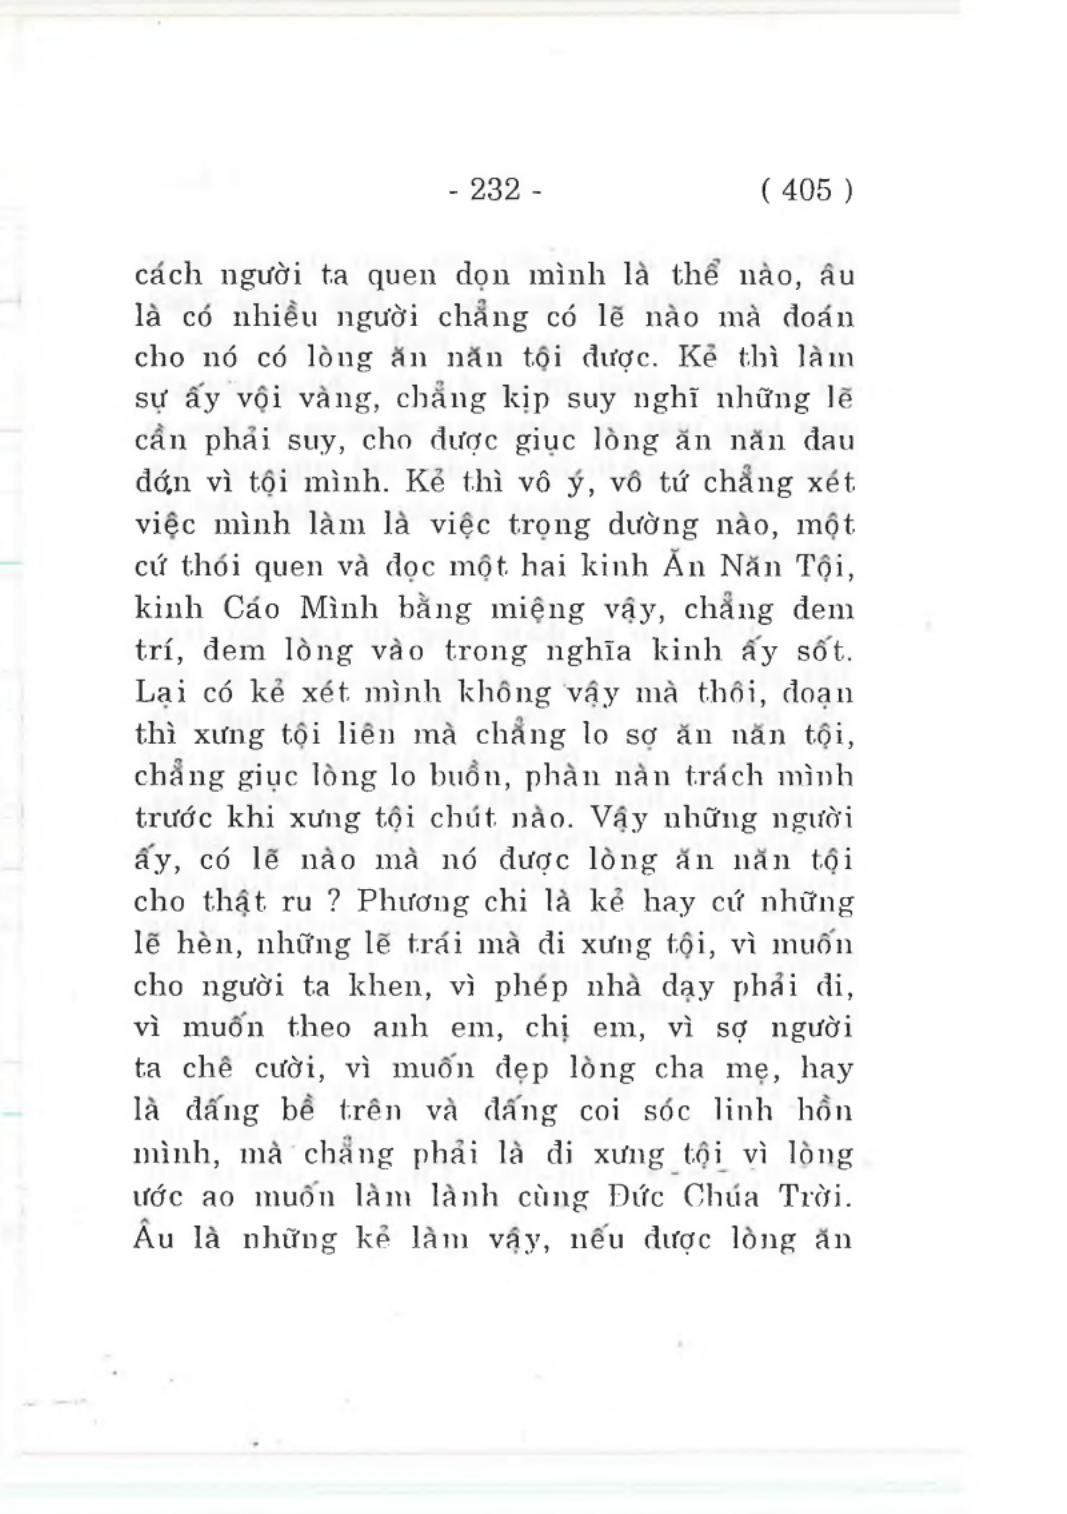 - 232 - ( 405 )
cách người ta quen dọn mình là thể nào, âu
là có nhiều người chẳng có lẽ nào mà đoán
cho nó có lòng ăn năn tội được. Kẻ thì làm
sự ấy vội vàng, chẳng kịp suy nghĩ những lẽ
cần phải suy, cho được giục lòng ăn năn đau
đớn vì tội mình. Kẻ thì vô ý, vô tứ chẳng xét
việc mình làm là việc trọng dường nào, một
cứ thói quen và đọc một hai kinh Ăn Năn Tội,
kinh Cáo Mình bằng miệng vậy, chẳng đem
trí, đem lòng vào trong nghĩa kinh ấy sốt.
Lại có kẻ xét mình không vậy mà thôi, đoạn
thì xưng tội liên mà chẳng lo sợ ăn năn tội,
chẳng giục lòng lo buồn, phàn nàn trách mình
trước khi xưng tội chút nào. Vậy những người
ấy, có lẽ nào mà nó được lòng ăn năn tội
cho thật ru ? Phương chi là kẻ hay cứ những
lẽ hèn, những lẽ trái mà đi xưng tội, vì muốn
cho người ta khen, vì phép nhà dạy phải đi,
vì muốn theo anh em, chị em, vì sợ người
ta chê cười, vì muốn đẹp lòng cha mẹ, hay
là đấng bề trên và đấng coi sóc linh hồn
mình, mà chẳng phải là đi xưng tội vì lòng
ước ao muốn làm lành cùng Đức Chúa Trời.
Âu là những kẻ làm vậy, nếu được lòng ăn